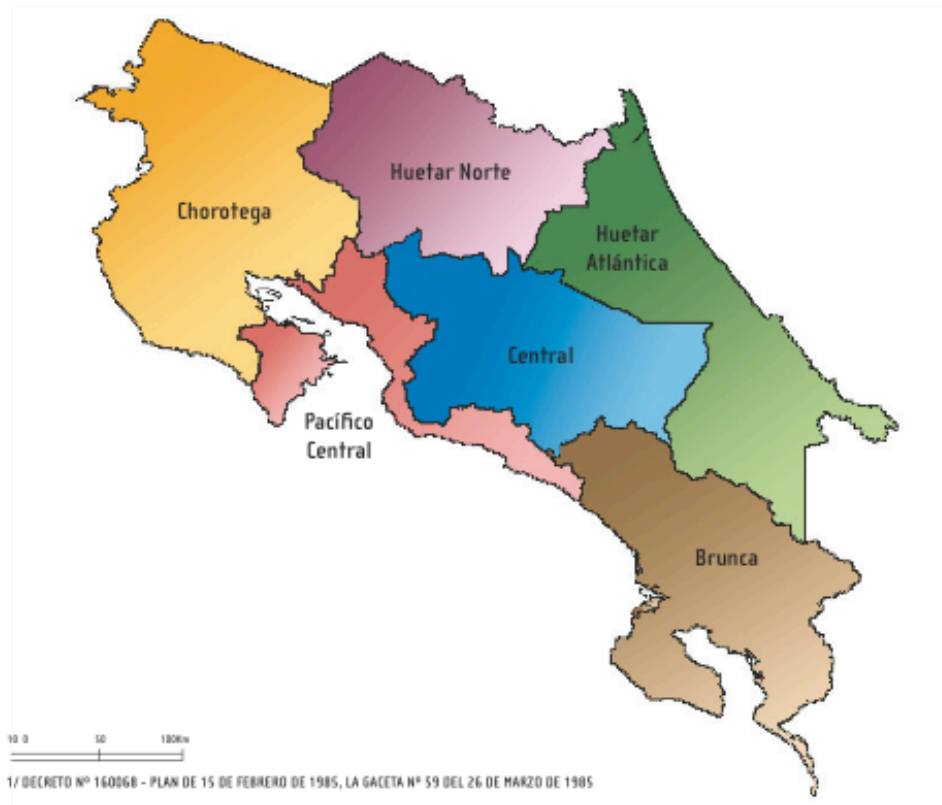 Huetar Norte
Chorotega
Huetar
Atlántica
Central
Pacífico
Central
Brunca
10 0 50 100Km
1/ DECRETO Nº 160068 - PLAN DE 15 DE FEBRERO DE 1985, LA GACETA Nº 59 DEL 26 DE MARZO DE 1985